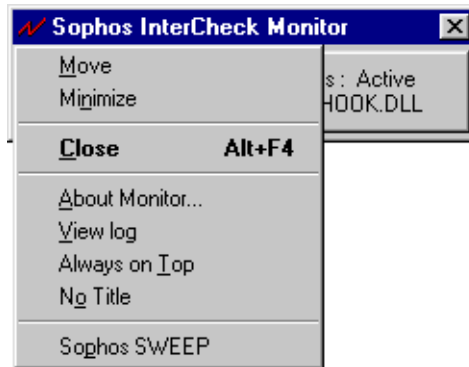 Sophos InterCheck Monitor
Move
s : Active
Minimize
HOOK.DLL
Close Alt+F4
About Monitor...
View log
Always on Top
No Title
Sophos SWEEP